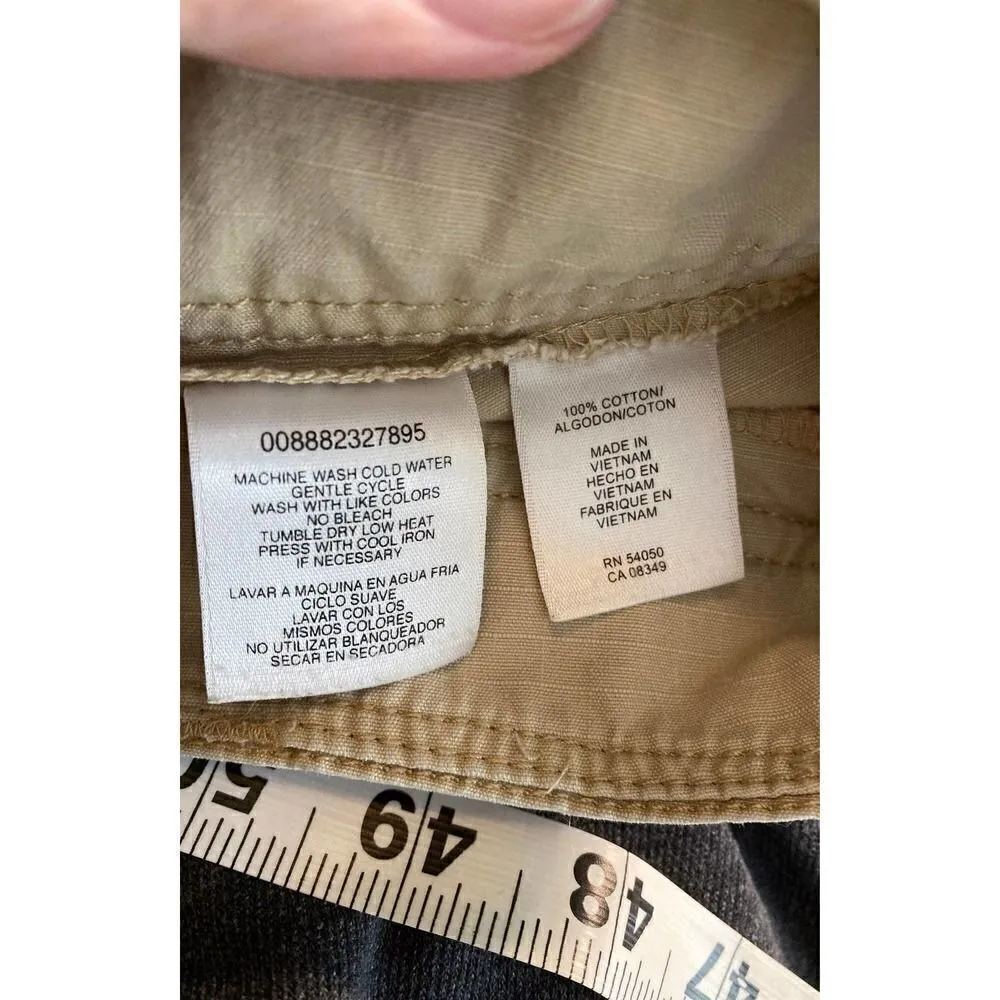 008882327895
MACHINE WASH COLD WATER
GENTLE CYCLE
WASH WITH LIKE COLORS
NO BLEACH
TUMBLE DRY LOW HEAT
PRESS WITH COOL IRON
IF NECESSARY
LAVAR A MAQUINA EN AGUA FRIA
CICLO SUAVE
LAVAR CON LOS
MISMOS COLORES
NO UTILIZAR BLANQUEADOR
SECAR EN SECADORA
100% COTTON/
ALGODON/COTON
MADE IN
VIETNAM
HECHO EN
VIETNAM
FABRIQUE EN
VIETNAM
RN 54050
CA 08349
50 49 48 47